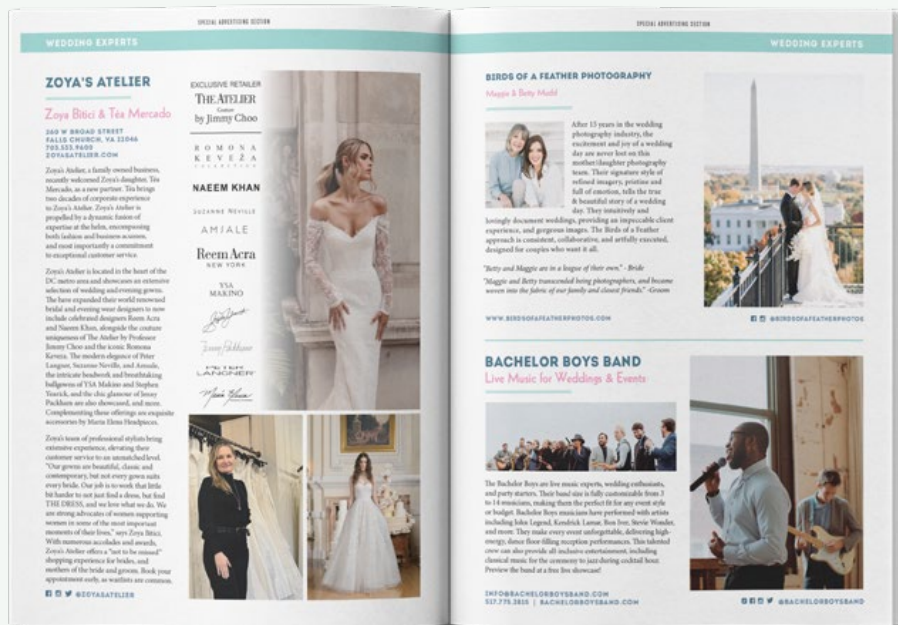 SPECIAL ADVERTISING SECTION
WEDDING EXPERTS
ZOYA'S ATELIER
Zoya Bitici & Téa Mercado
260 W BROAD STREET
FALLS CHURCH, VA 22046
703.533.9600
ZOYASATELIER.COM
Zoya's Atelier, a family owned business,
recently welcomed Zoya's daughter, Téa
Mercado, as a new partner. Téa brings
two decades of corporate experience
to Zoya's Atelier. Zoya's Atelier is
propelled by a dynamic fusion of
expertise at the helm, encompassing
both fashion and business acumen,
and most importantly a commitment
to exceptional customer service.
Zoya's Atelier is located in the heart of the
DC metro area and showcases an extensive
selection of wedding and evening gowns.
The have expanded their world renowned
bridal and evening wear designers to now
include celebrated designers Reem Acra
and Naeem Khan, alongside the couture
uniqueness of The Atelier by Professor
Jimmy Choo and the iconic Romona
Keveza. The modern elegance of Peter
Langner, Suzanne Neville, and Amsale,
the intricate beadwork and breathtaking
ballgowns of YSA Makino and Stephen
Yearick, and the chic glamour of Jenny
Packham are also showcased, and more.
Complementing these offerings are exquisite
accessories by Maria Elena Headpieces.
Zoya's team of professional stylists bring
extensive experience, elevating their
customer service to an unmatched level.
"Our gowns are beautiful, classic and
contemporary, but not every gown suits
every bride. Our job is to work that little
bit harder to not just find a dress, but find
THE DRESS, and we love what we do. We
are strong advocates of women supporting
women in some of the most important
moments of their lives," says Zoya Bitici.
With numerous accolades and awards,
Zoya's Atelier offers a "not to be missed"
shopping experience for brides, and
mothers of the bride and groom. Book your
appointment early, as waitlists are common.
@ZOYASATELIER
EXCLUSIVE RETAILER
THE ATELIER
Couture
by Jimmy Choo
ROMONA
KEVEŽA
COLLECTION
NAEEM KHAN
SUZANNE NEVILLE
AMSALE
Reem Acra
NEW YORK
YSA
MAKINO
Jenny Packham
PETER
LANGNER
Maria Elena
SPECIAL ADVERTISING SECTION
WEDDING EXPERTS
BIRDS OF A FEATHER PHOTOGRAPHY
Maggie & Betty Mudd
After 15 years in the wedding
photography industry, the
excitement and joy of a wedding
day are never lost on this
mother/daughter photography
team. Their signature style of
refined imagery, pristine and
full of emotion, tells the true
& beautiful story of a wedding
day. They intuitively and
lovingly document weddings, providing an impeccable client
experience, and gorgeous images. The Birds of a Feather
approach is consistent, collaborative, and artfully executed,
designed for couples who want it all.
"Betty and Maggie are in a league of their own." - Bride
"Maggie and Betty transcended being photographers, and became
woven into the fabric of our family and closest friends." -Groom
WWW.BIRDSOFAFEATHERPHOTOS.COM
@BIRDSOFAFEATHERPHOTOS
BACHELOR BOYS BAND
Live Music for Weddings & Events
The Bachelor Boys are live music experts, wedding enthusiasts,
and party starters. Their band size is fully customizable from 3
to 14 musicians, making them the perfect fit for any event style
or budget. Bachelor Boys musicians have performed with artists
including John Legend, Kendrick Lamar, Bon Iver, Stevie Wonder,
and more. They make every event unforgettable, delivering high-
energy, dance floor-filling reception performances. This talented
crew can also provide all-inclusive entertainment, including
classical music for the ceremony to jazz during cocktail hour.
Preview the band at a free live showcase!
INFO@BACHELORBOYSBAND.COM
517.775.3815 | BACHELORBOYSBAND.COM
@BACHELORBOYSBAND